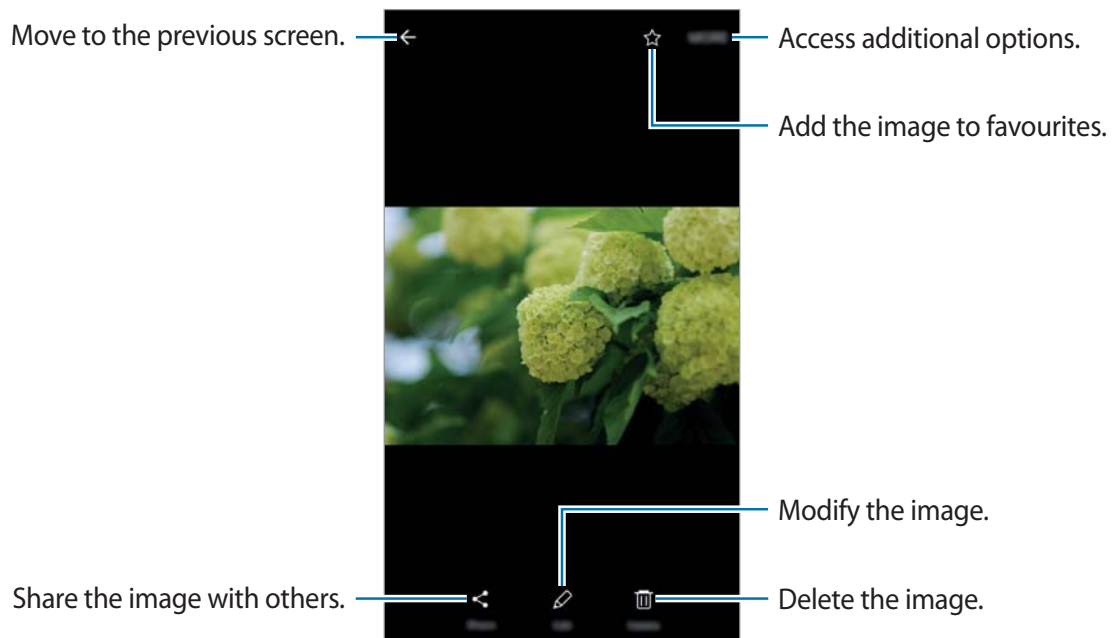 Move to the previous screen.
Access additional options.
Add the image to favourites.
Modify the image.
Share the image with others.
Delete the image.